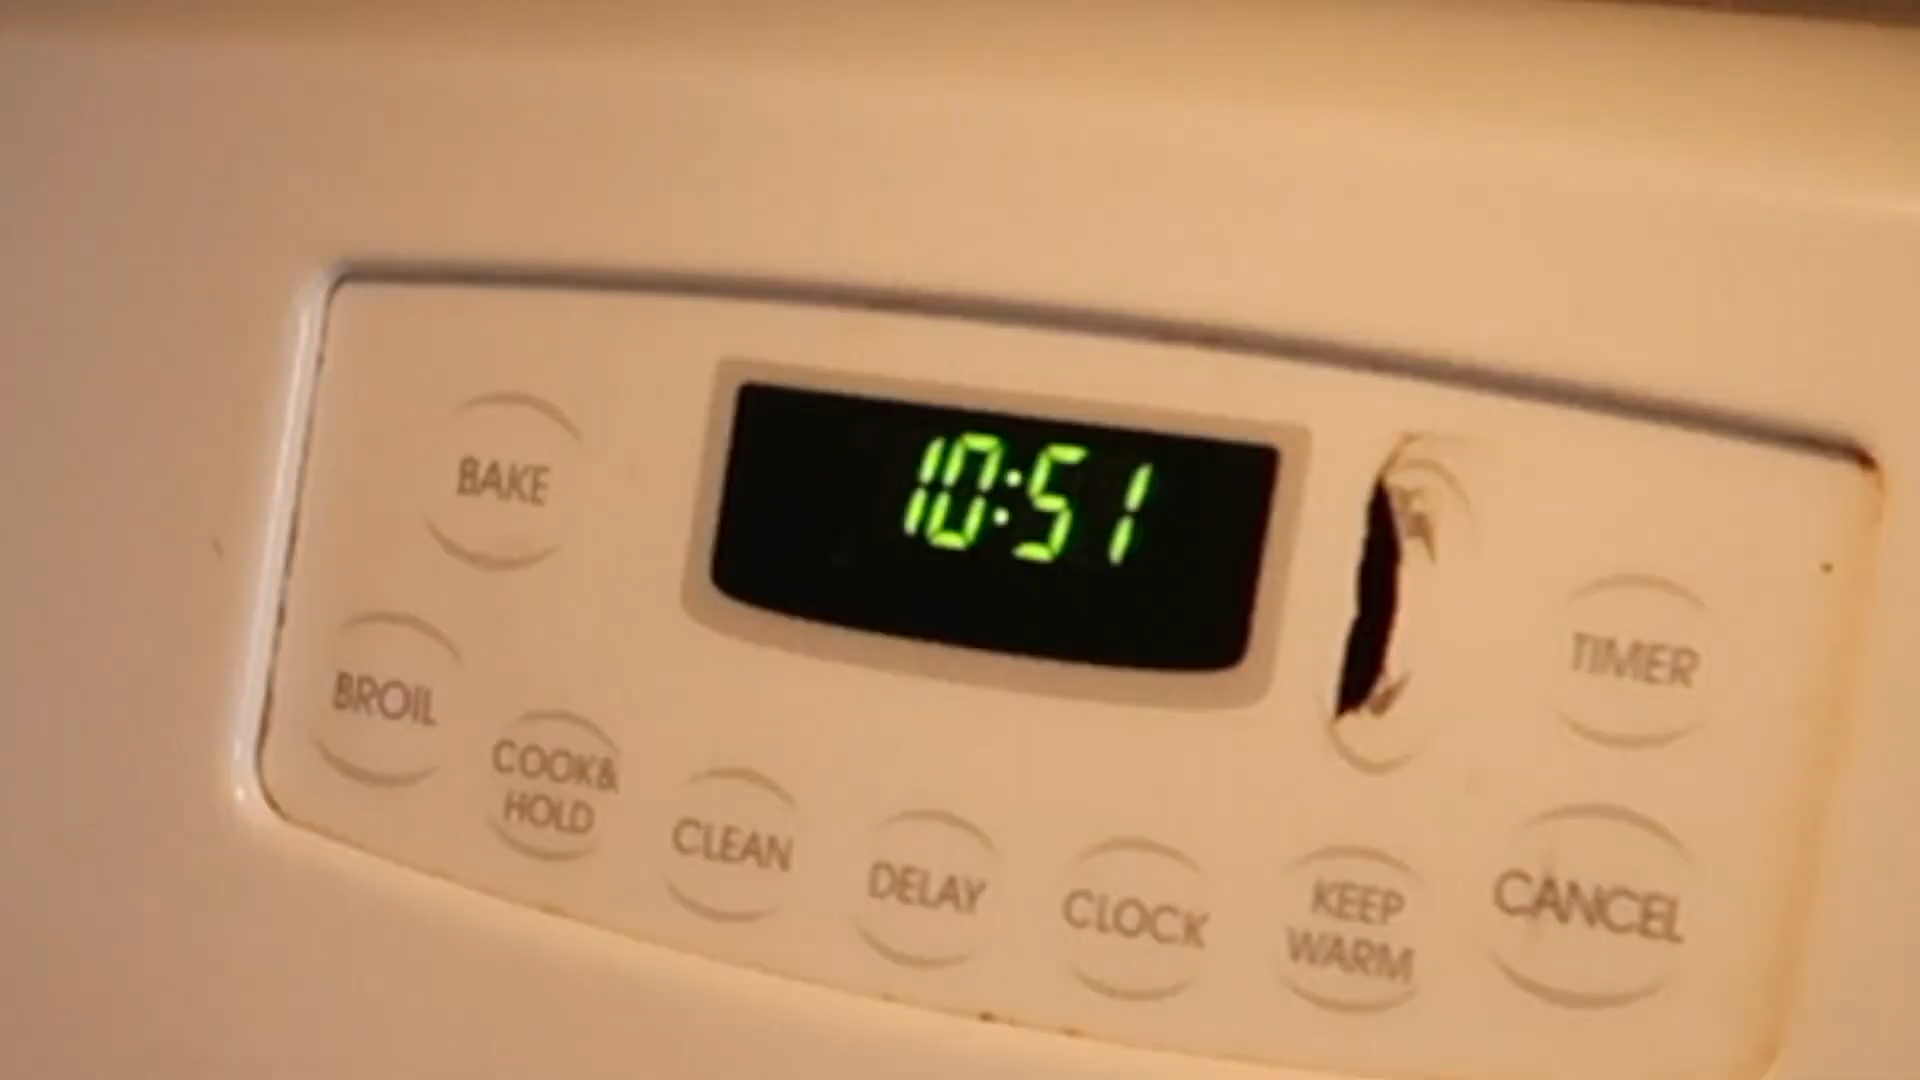 10:51
BAKE
TIMER
BROIL
COOK&
HOLD
CLEAN
DELAY
CLOCK
KEEP
WARM
CANCEL